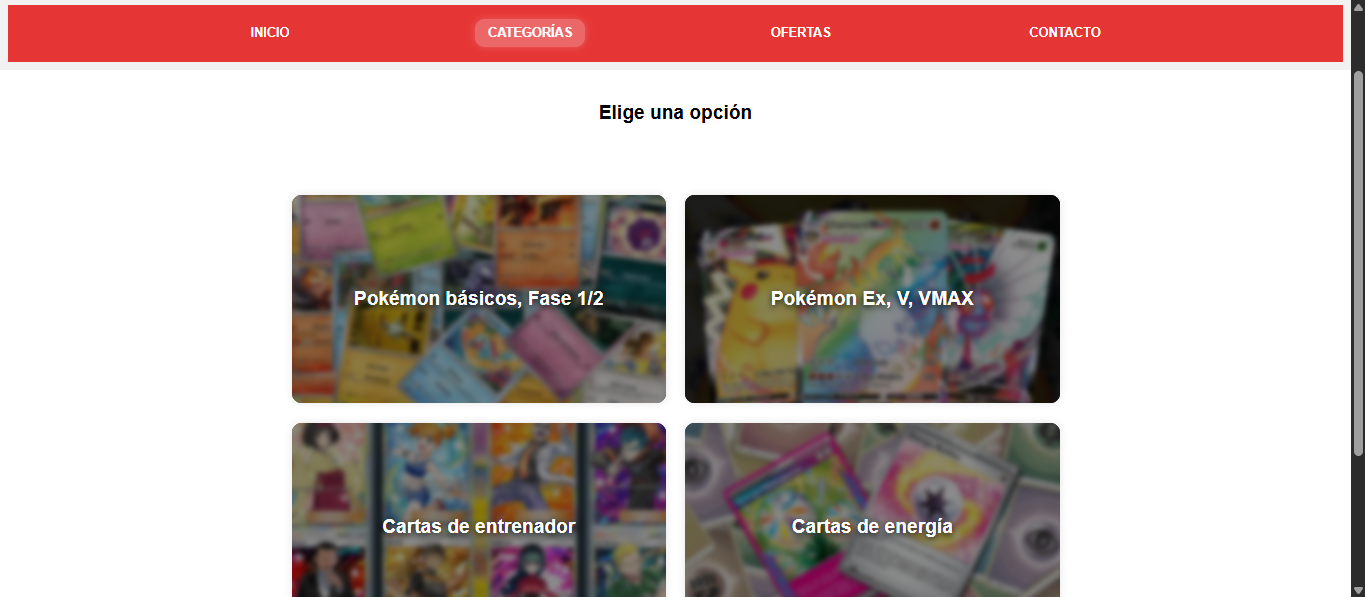 INICIO
CATEGORÍAS
OFERTAS
CONTACTO
Elige una opción
Pokémon básicos, Fase 1/2
Pokémon Ex, V, VMAX
Cartas de entrenador
Cartas de energía